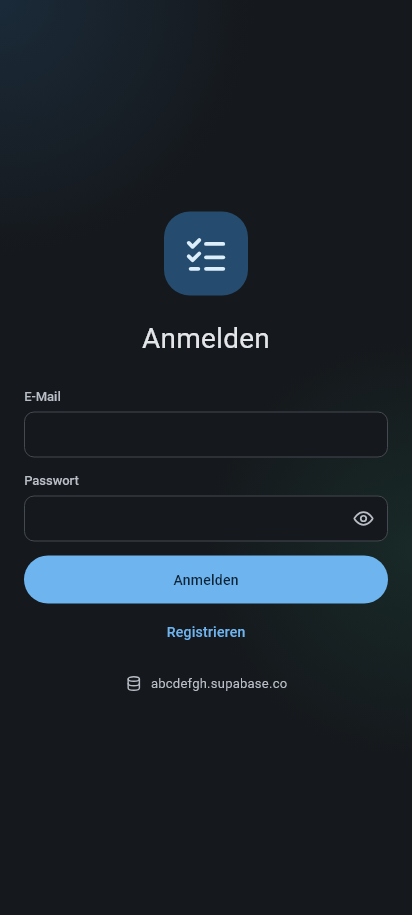 Anmelden
E-Mail
Passwort
Anmelden
Registrieren
abcdefgh.supabase.co